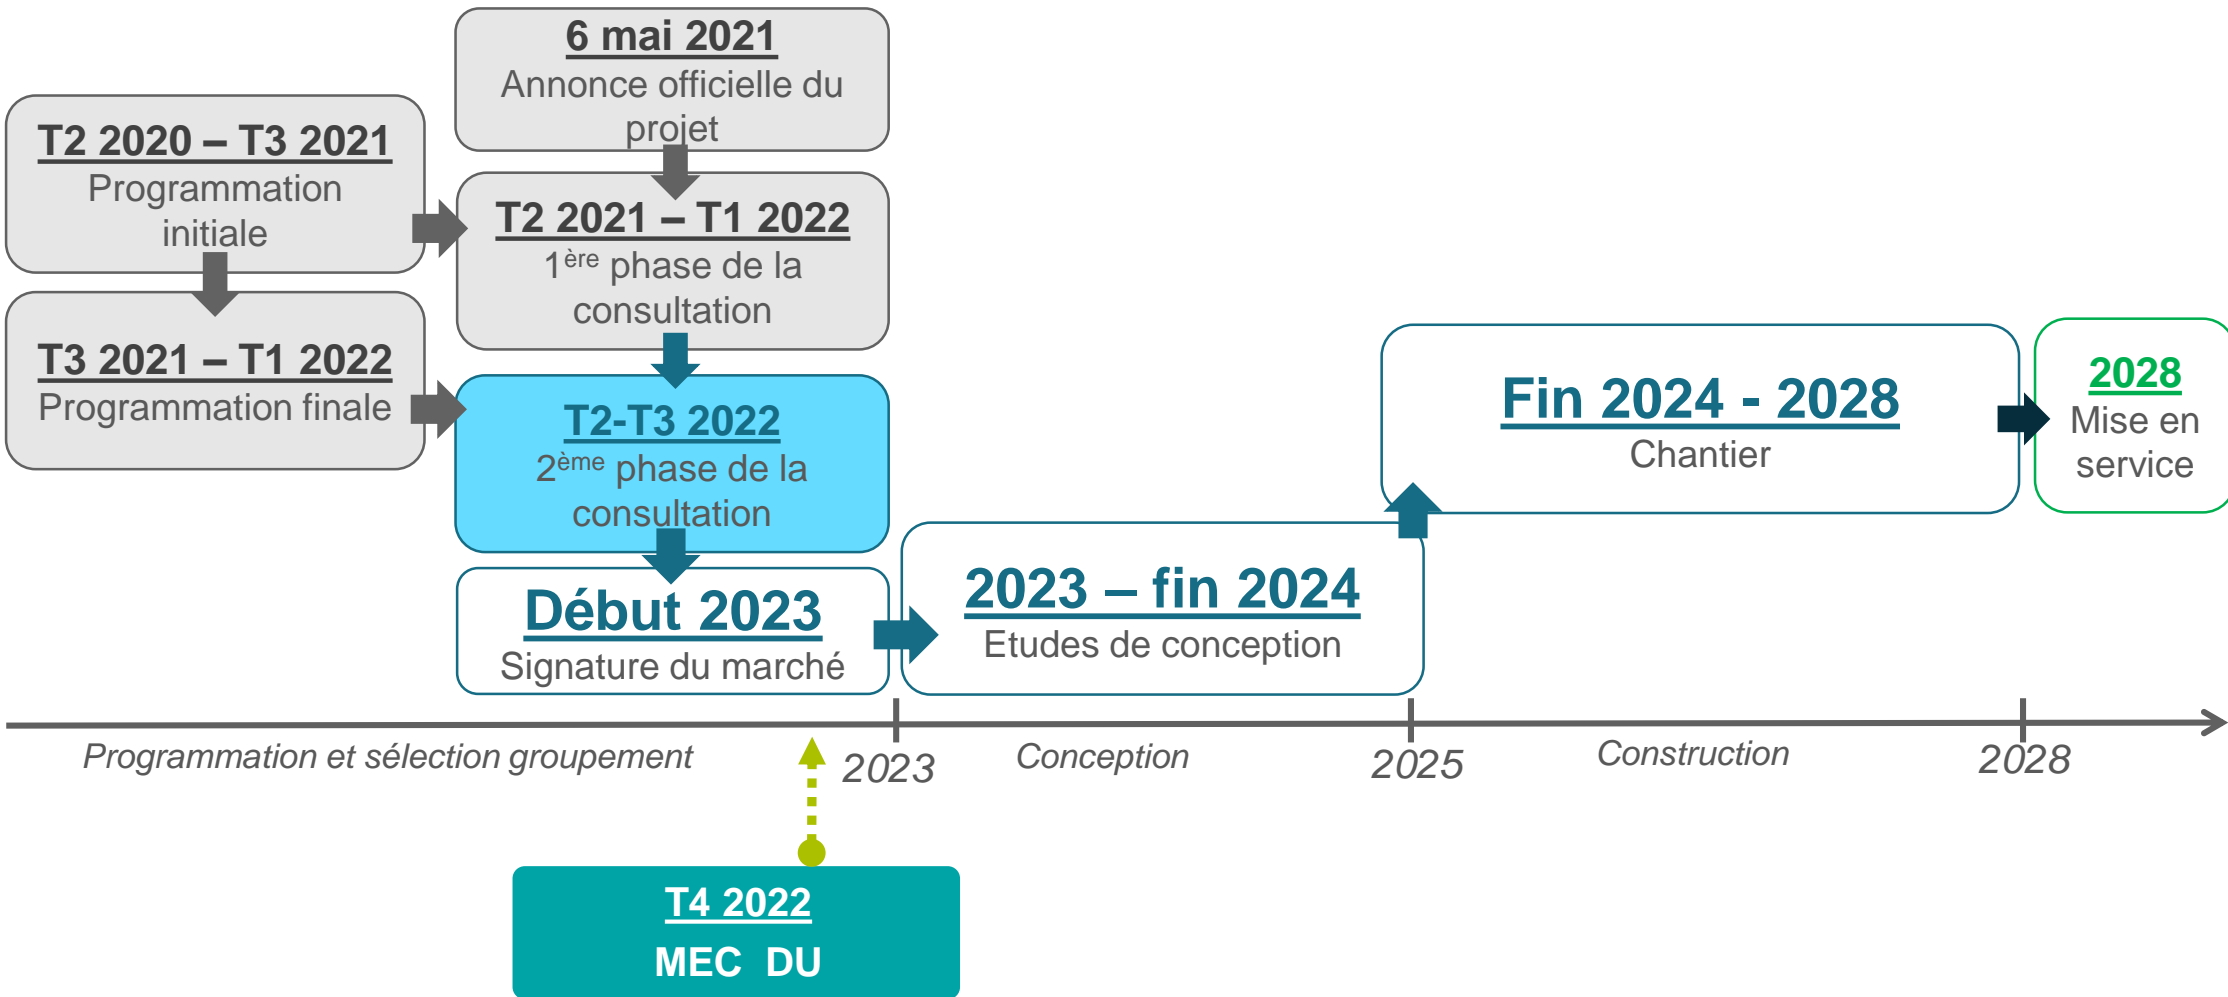 6 mai 2021
Annonce officielle du
projet
T2 2020 – T3 2021
Programmation
initiale
T2 2021 – T1 2022
1ère phase de la
consultation
T3 2021 – T1 2022
Programmation finale
T2-T3 2022
2ème phase de la
consultation
Début 2023
Signature du marché
2023 – fin 2024
Etudes de conception
Fin 2024 - 2028
Chantier
2028
Mise en
service
Programmation et sélection groupement
2023
Conception
2025
Construction
2028
T4 2022
MEC DU